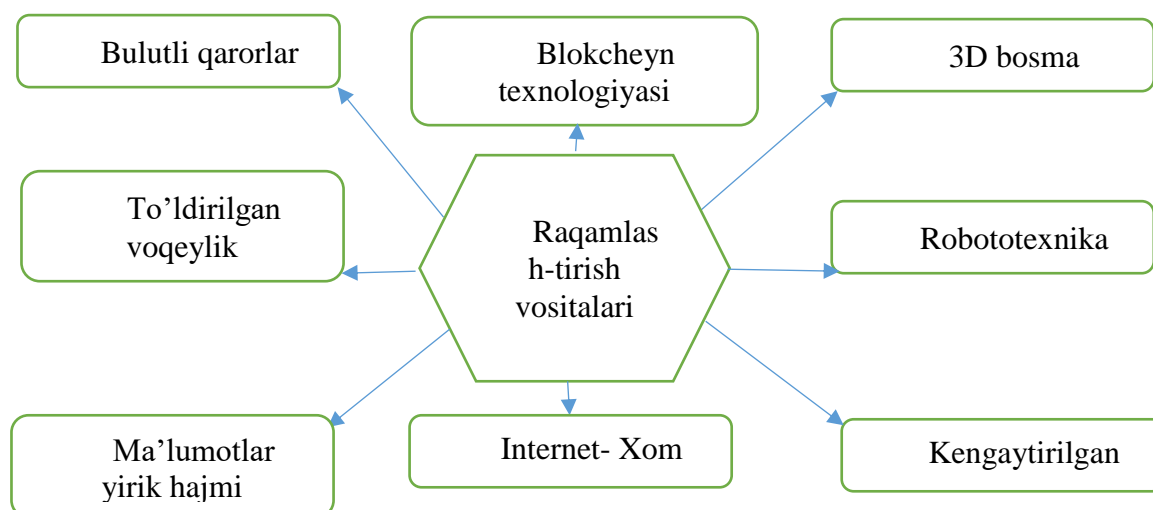 Bulutli qarorlar
Blokcheyn
texnologiyasi
3D bosma
To’ldirilgan
voqeylik
Raqamlas
h-tirish
vositalari
Robototexnika
Ma’lumotlar
yirik hajmi
Internet- Xom
Kengaytirilgan